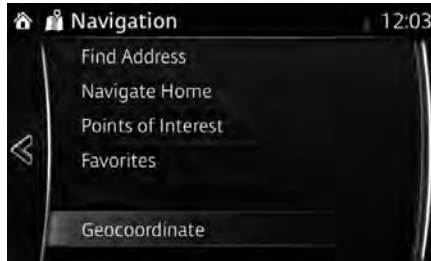 Navigation 12:03
Find Address
Navigate Home
Points of Interest
Favorites
Geocoordinate